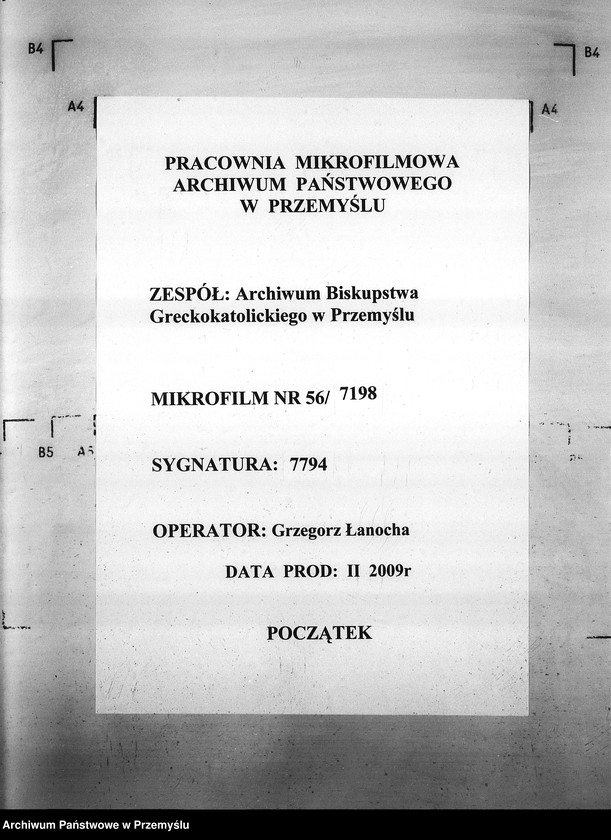 B4
B4
A4
A4
PRACOWNIA MIKROFILMOWA
ARCHIWUM PAŃSTWOWEGO
W PRZEMYŚLU
ZESPÓŁ: Archiwum Biskupstwa
Greckokatolickiego w Przemyślu
MIKROFILM NR 56/ 7198
B5
A5
SYGNATURA: 7794
OPERATOR: Grzegorz Łanocha
DATA PROD: II 2009r
POCZĄTEK
Archiwum Państwowe w Przemyślu